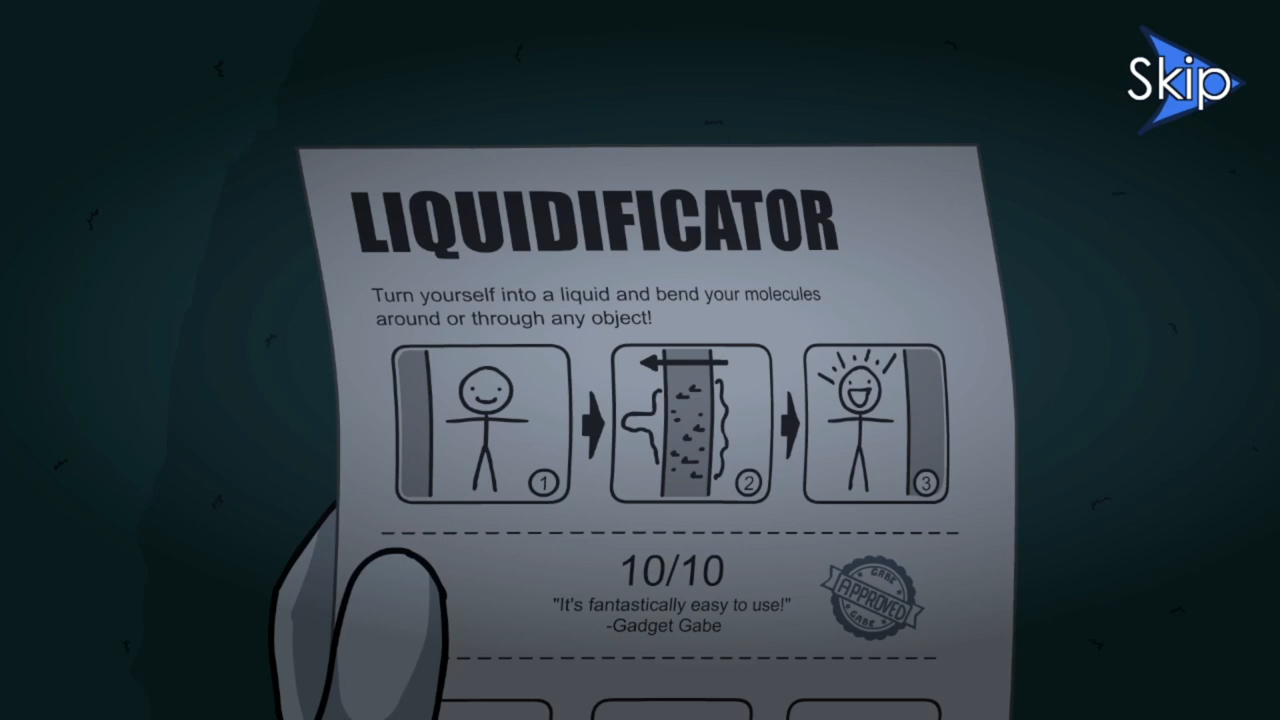 Skip
LIQUIDIFICATOR
Turn yourself into a liquid and bend your molecules
around or through any object!
1
2
3
10/10
"It's fantastically easy to use!"
-Gadget Gabe
GABE
APPROVED
GABE